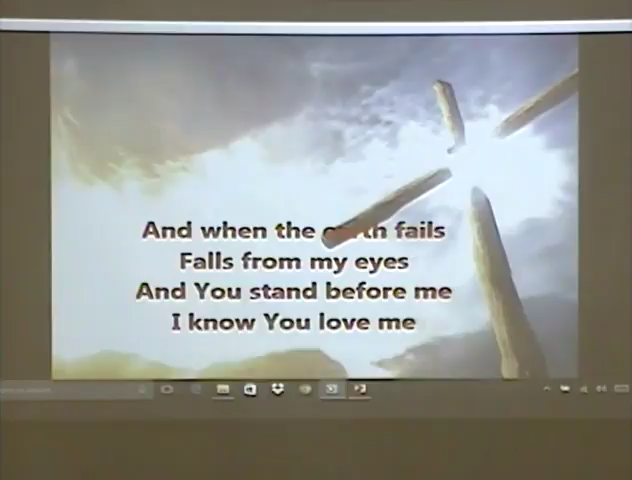 And when the earth fails
Falls from my eyes
And You stand before me
I know You love me